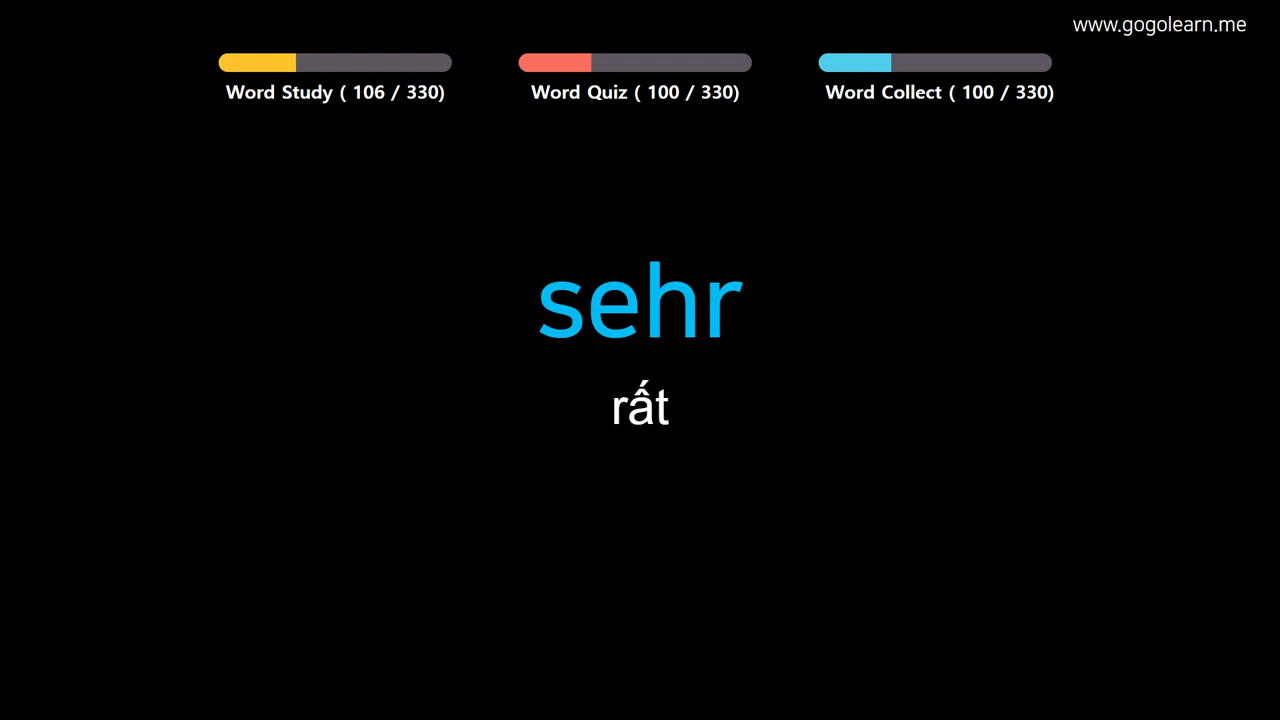 www.gogolearn.me
Word Study ( 106 / 330)
Word Quiz ( 100 / 330)
Word Collect ( 100 / 330)
sehr
rất